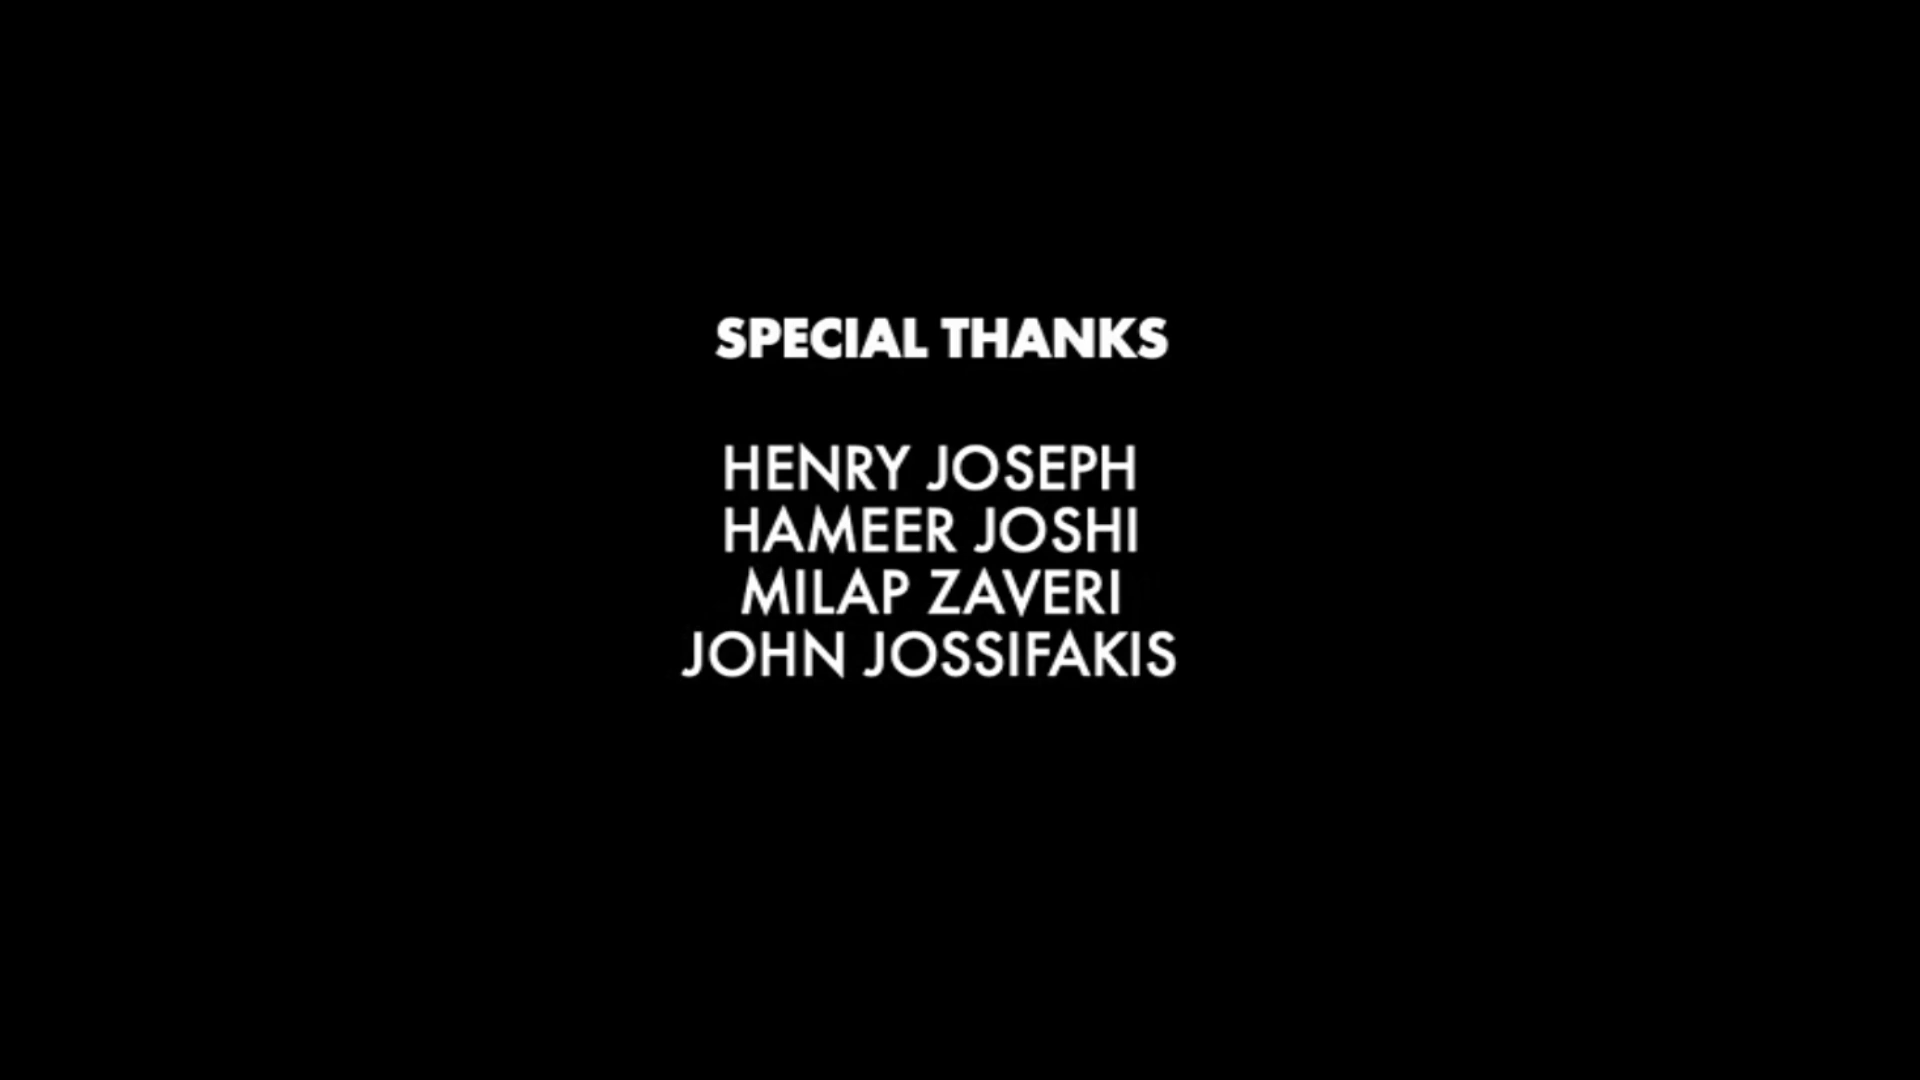 SPECIAL THANKS
HENRY JOSEPH
HAMEER JOSHI
MILAP ZAVERI
JOHN JOSSIFAKIS